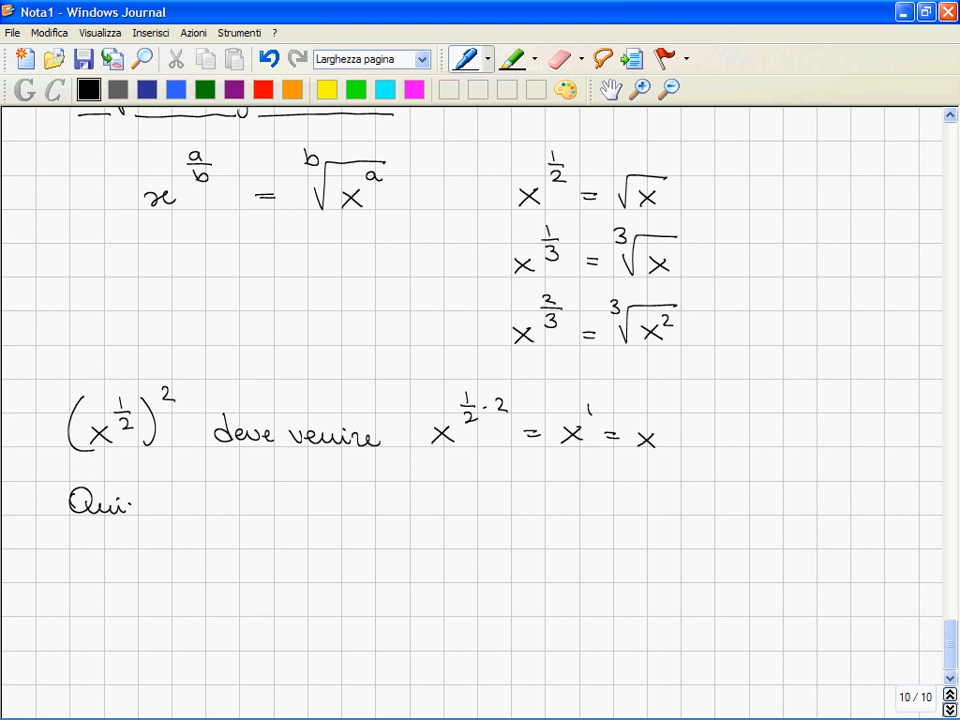 Nota1 - Windows Journal
File Modifica Visualizza Inserisci Azioni Strumenti ?
Larghezza pagina
G C
x^(a/b) = ᵇ√(x^a)
x^(1/2) = √x
x^(1/3) = ³√x
x^(2/3) = ³√(x²)
(x^(1/2))² deve venire x^(1/2 · 2) = x¹ = x
Qui
10 / 10